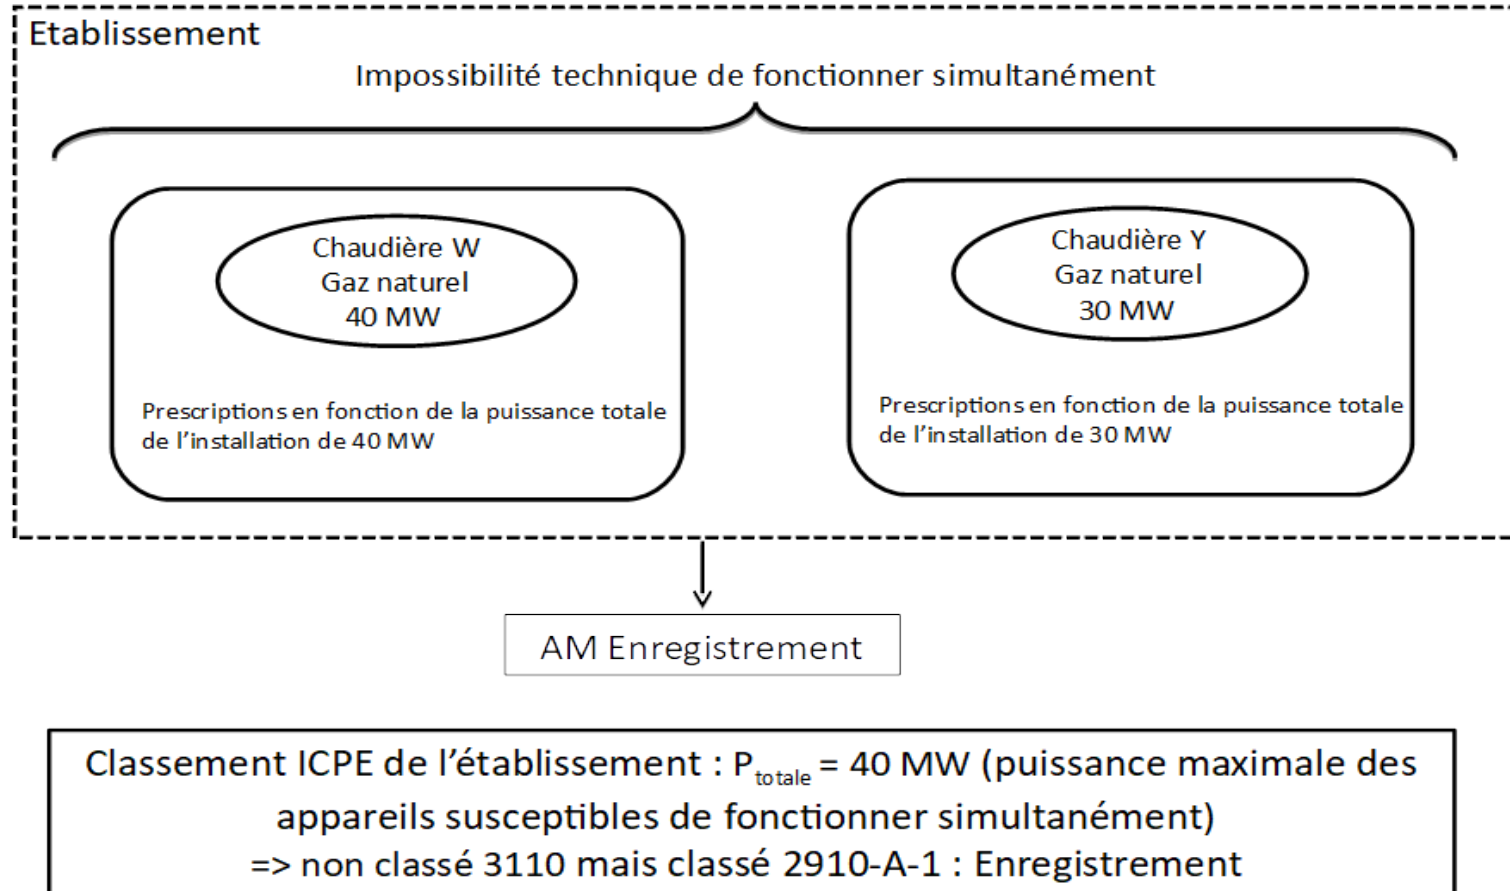 Etablissement
Impossibilité technique de fonctionner simultanément
Chaudière W
Gaz naturel
40 MW
Prescriptions en fonction de la puissance totale
de l'installation de 40 MW
Chaudière Y
Gaz naturel
30 MW
Prescriptions en fonction de la puissance totale
de l'installation de 30 MW
AM Enregistrement
Classement ICPE de l'établissement : Ptotale = 40 MW (puissance maximale des
appareils susceptibles de fonctionner simultanément)
=> non classé 3110 mais classé 2910-A-1 : Enregistrement